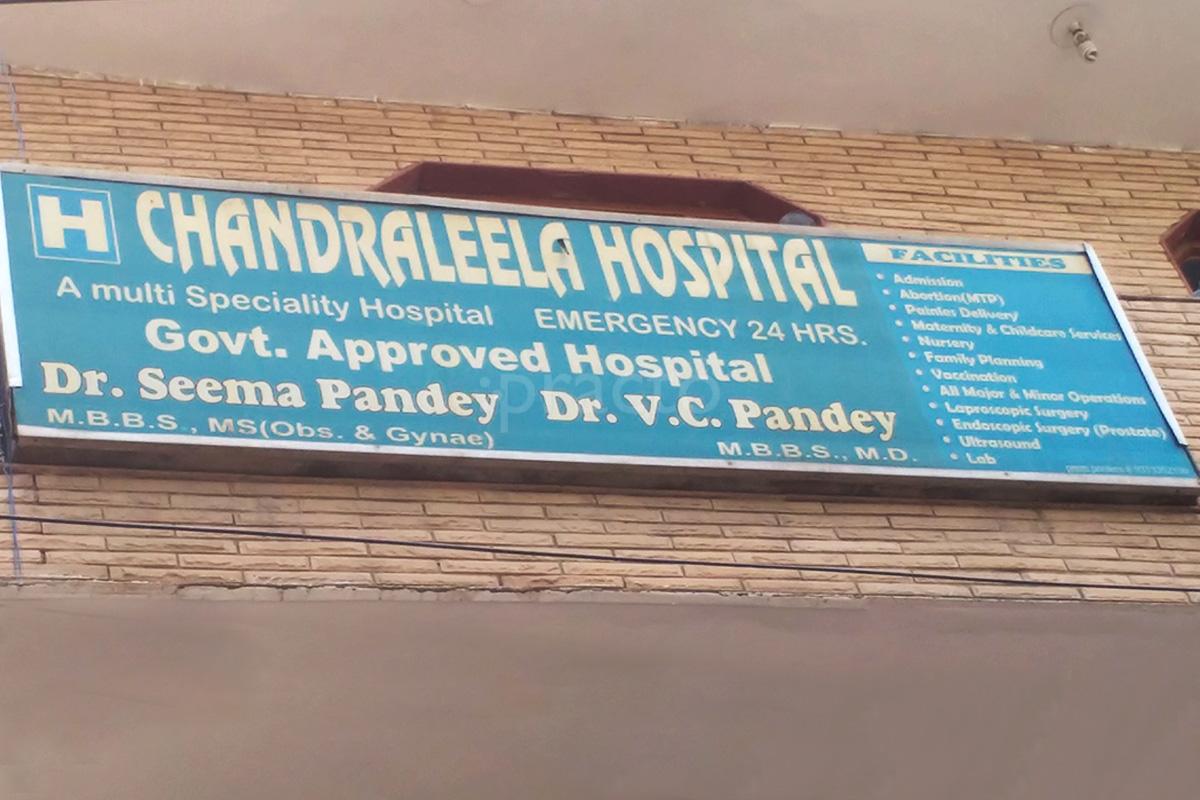 H
CHANDRALEELA HOSPITAL
A multi Speciality Hospital EMERGENCY 24 HRS.
Govt. Approved Hospital
Dr. Seema Pandey Dr. V.C. Pandey
M.B.B.S., MS(Obs. & Gynae)
M.B.B.S., M.D.
FACILITIES
• Admission
• Abortion(MTP)
• Painles Delivery
• Maternity & Childcare Services
• Nursery
• Family Planning
• Vaccination
• All Major & Minor Operations
• Laproscopic Surgery
• Endoscopic Surgery (Prostate)
• Ultrasound
• Lab
practo